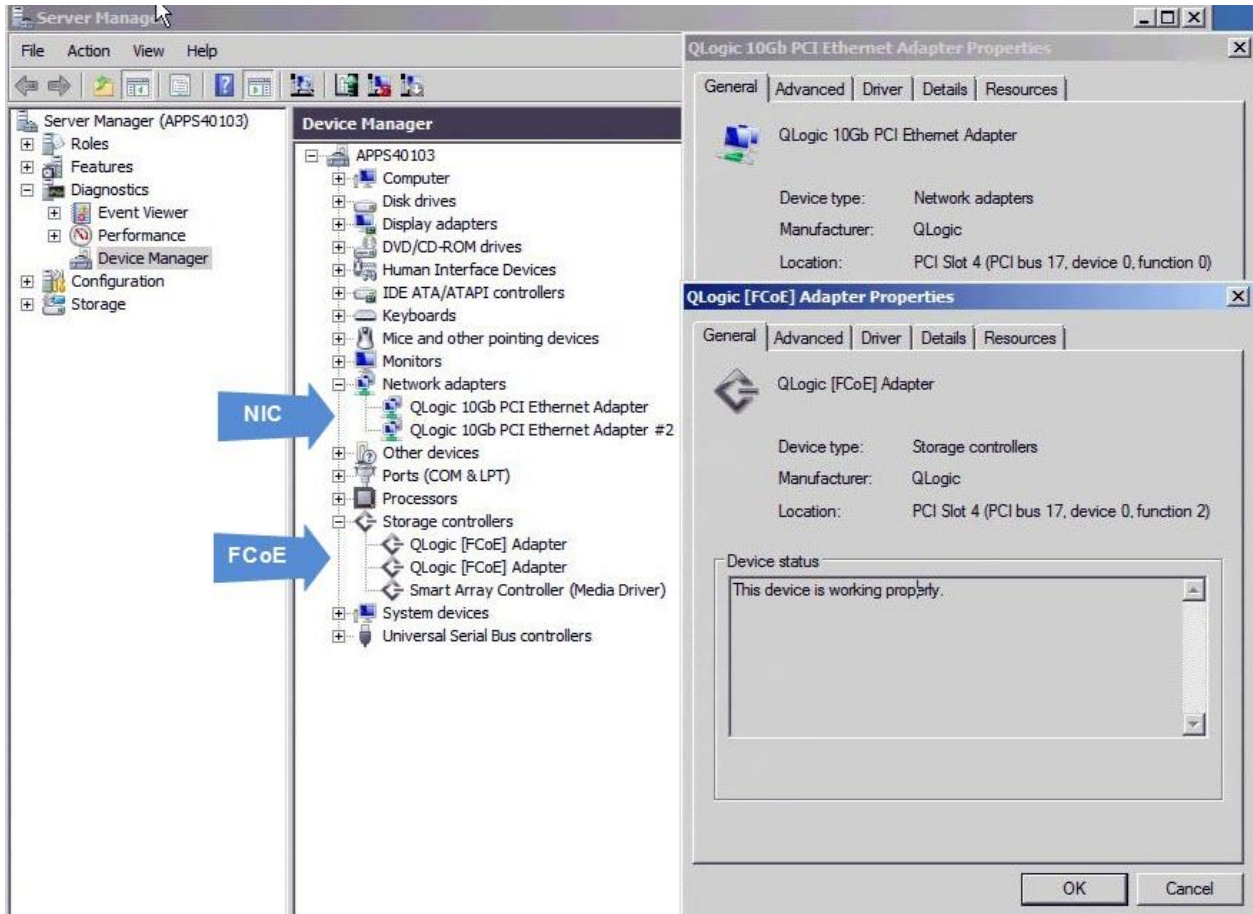 Server Manager
File Action View Help
Server Manager (APPS40103)
Roles
Features
Diagnostics
Event Viewer
Performance
Device Manager
Configuration
Storage
Device Manager
APPS40103
Computer
Disk drives
Display adapters
DVD/CD-ROM drives
Human Interface Devices
IDE ATA/ATAPI controllers
Keyboards
Mice and other pointing devices
Monitors
Network adapters
QLogic 10Gb PCI Ethernet Adapter
QLogic 10Gb PCI Ethernet Adapter #2
Other devices
Ports (COM & LPT)
Processors
Storage controllers
QLogic [FCoE] Adapter
QLogic [FCoE] Adapter
Smart Array Controller (Media Driver)
System devices
Universal Serial Bus controllers
NIC
FCoE
QLogic 10Gb PCI Ethernet Adapter Properties
General Advanced Driver Details Resources
QLogic 10Gb PCI Ethernet Adapter
Device type: Network adapters
Manufacturer: QLogic
Location: PCI Slot 4 (PCI bus 17, device 0, function 0)
QLogic [FCoE] Adapter Properties
General Advanced Driver Details Resources
QLogic [FCoE] Adapter
Device type: Storage controllers
Manufacturer: QLogic
Location: PCI Slot 4 (PCI bus 17, device 0, function 2)
Device status
This device is working properly.
OK Cancel